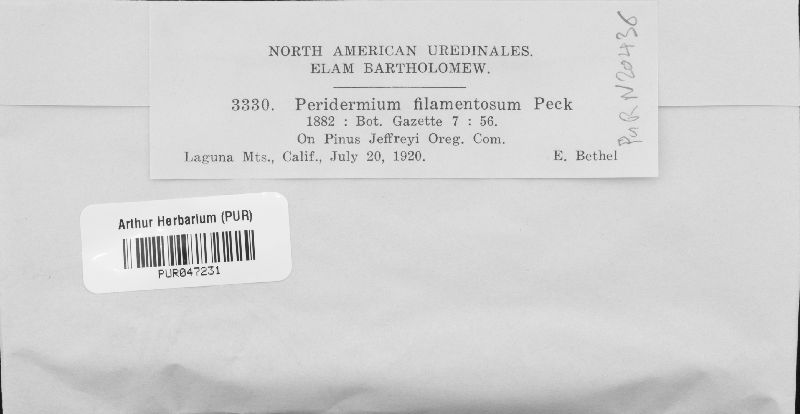 NORTH AMERICAN UREDINALES.
ELAM BARTHOLOMEW.
3330. Peridermium filamentosum Peck
1882 : Bot. Gazette 7 : 56.
On Pinus Jeffreyi Oreg. Com.
Laguna Mts., Calif., July 20, 1920. E. Bethel
PUR N20436
Arthur Herbarium (PUR)
PUR047231